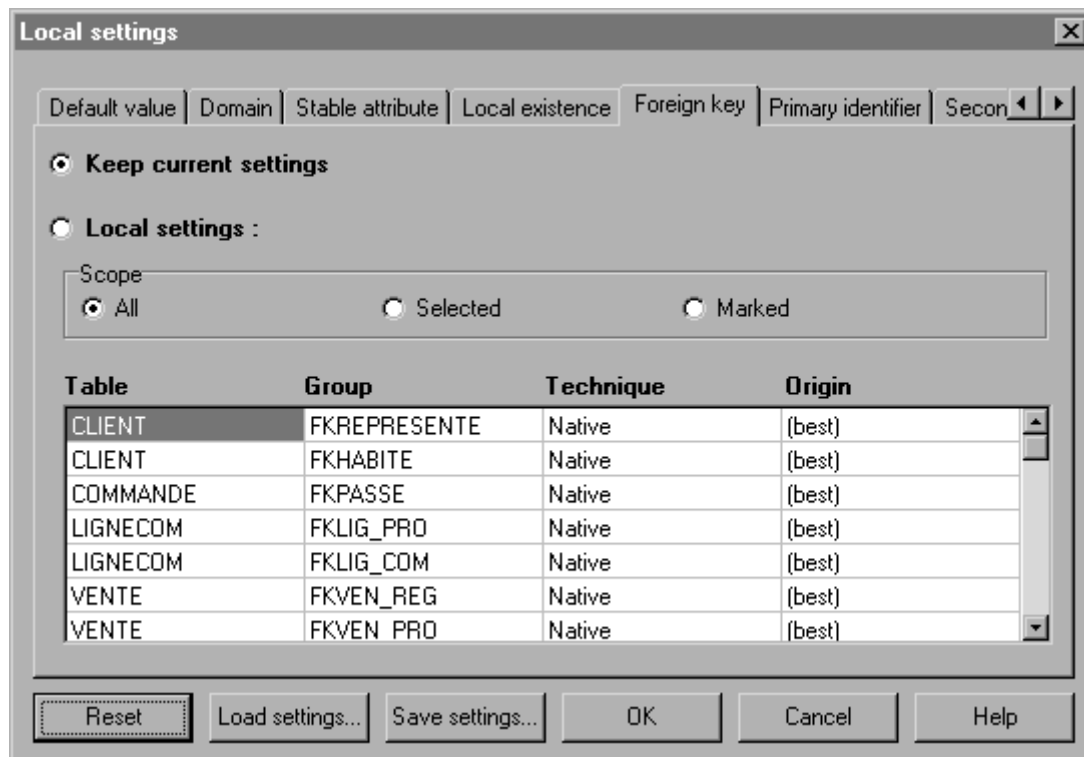 Local settings
Default value Domain Stable attribute Local existence Foreign key Primary identifier Secon
Keep current settings
Local settings :
Scope
All Selected Marked
Table Group Technique Origin
CLIENT FKREPRESENTE Native (best)
CLIENT FKHABITE Native (best)
COMMANDE FKPASSE Native (best)
LIGNECOM FKLIG_PRO Native (best)
LIGNECOM FKLIG_COM Native (best)
VENTE FKVEN_REG Native (best)
VENTE FKVEN_PRO Native (best)
Reset Load settings... Save settings... OK Cancel Help